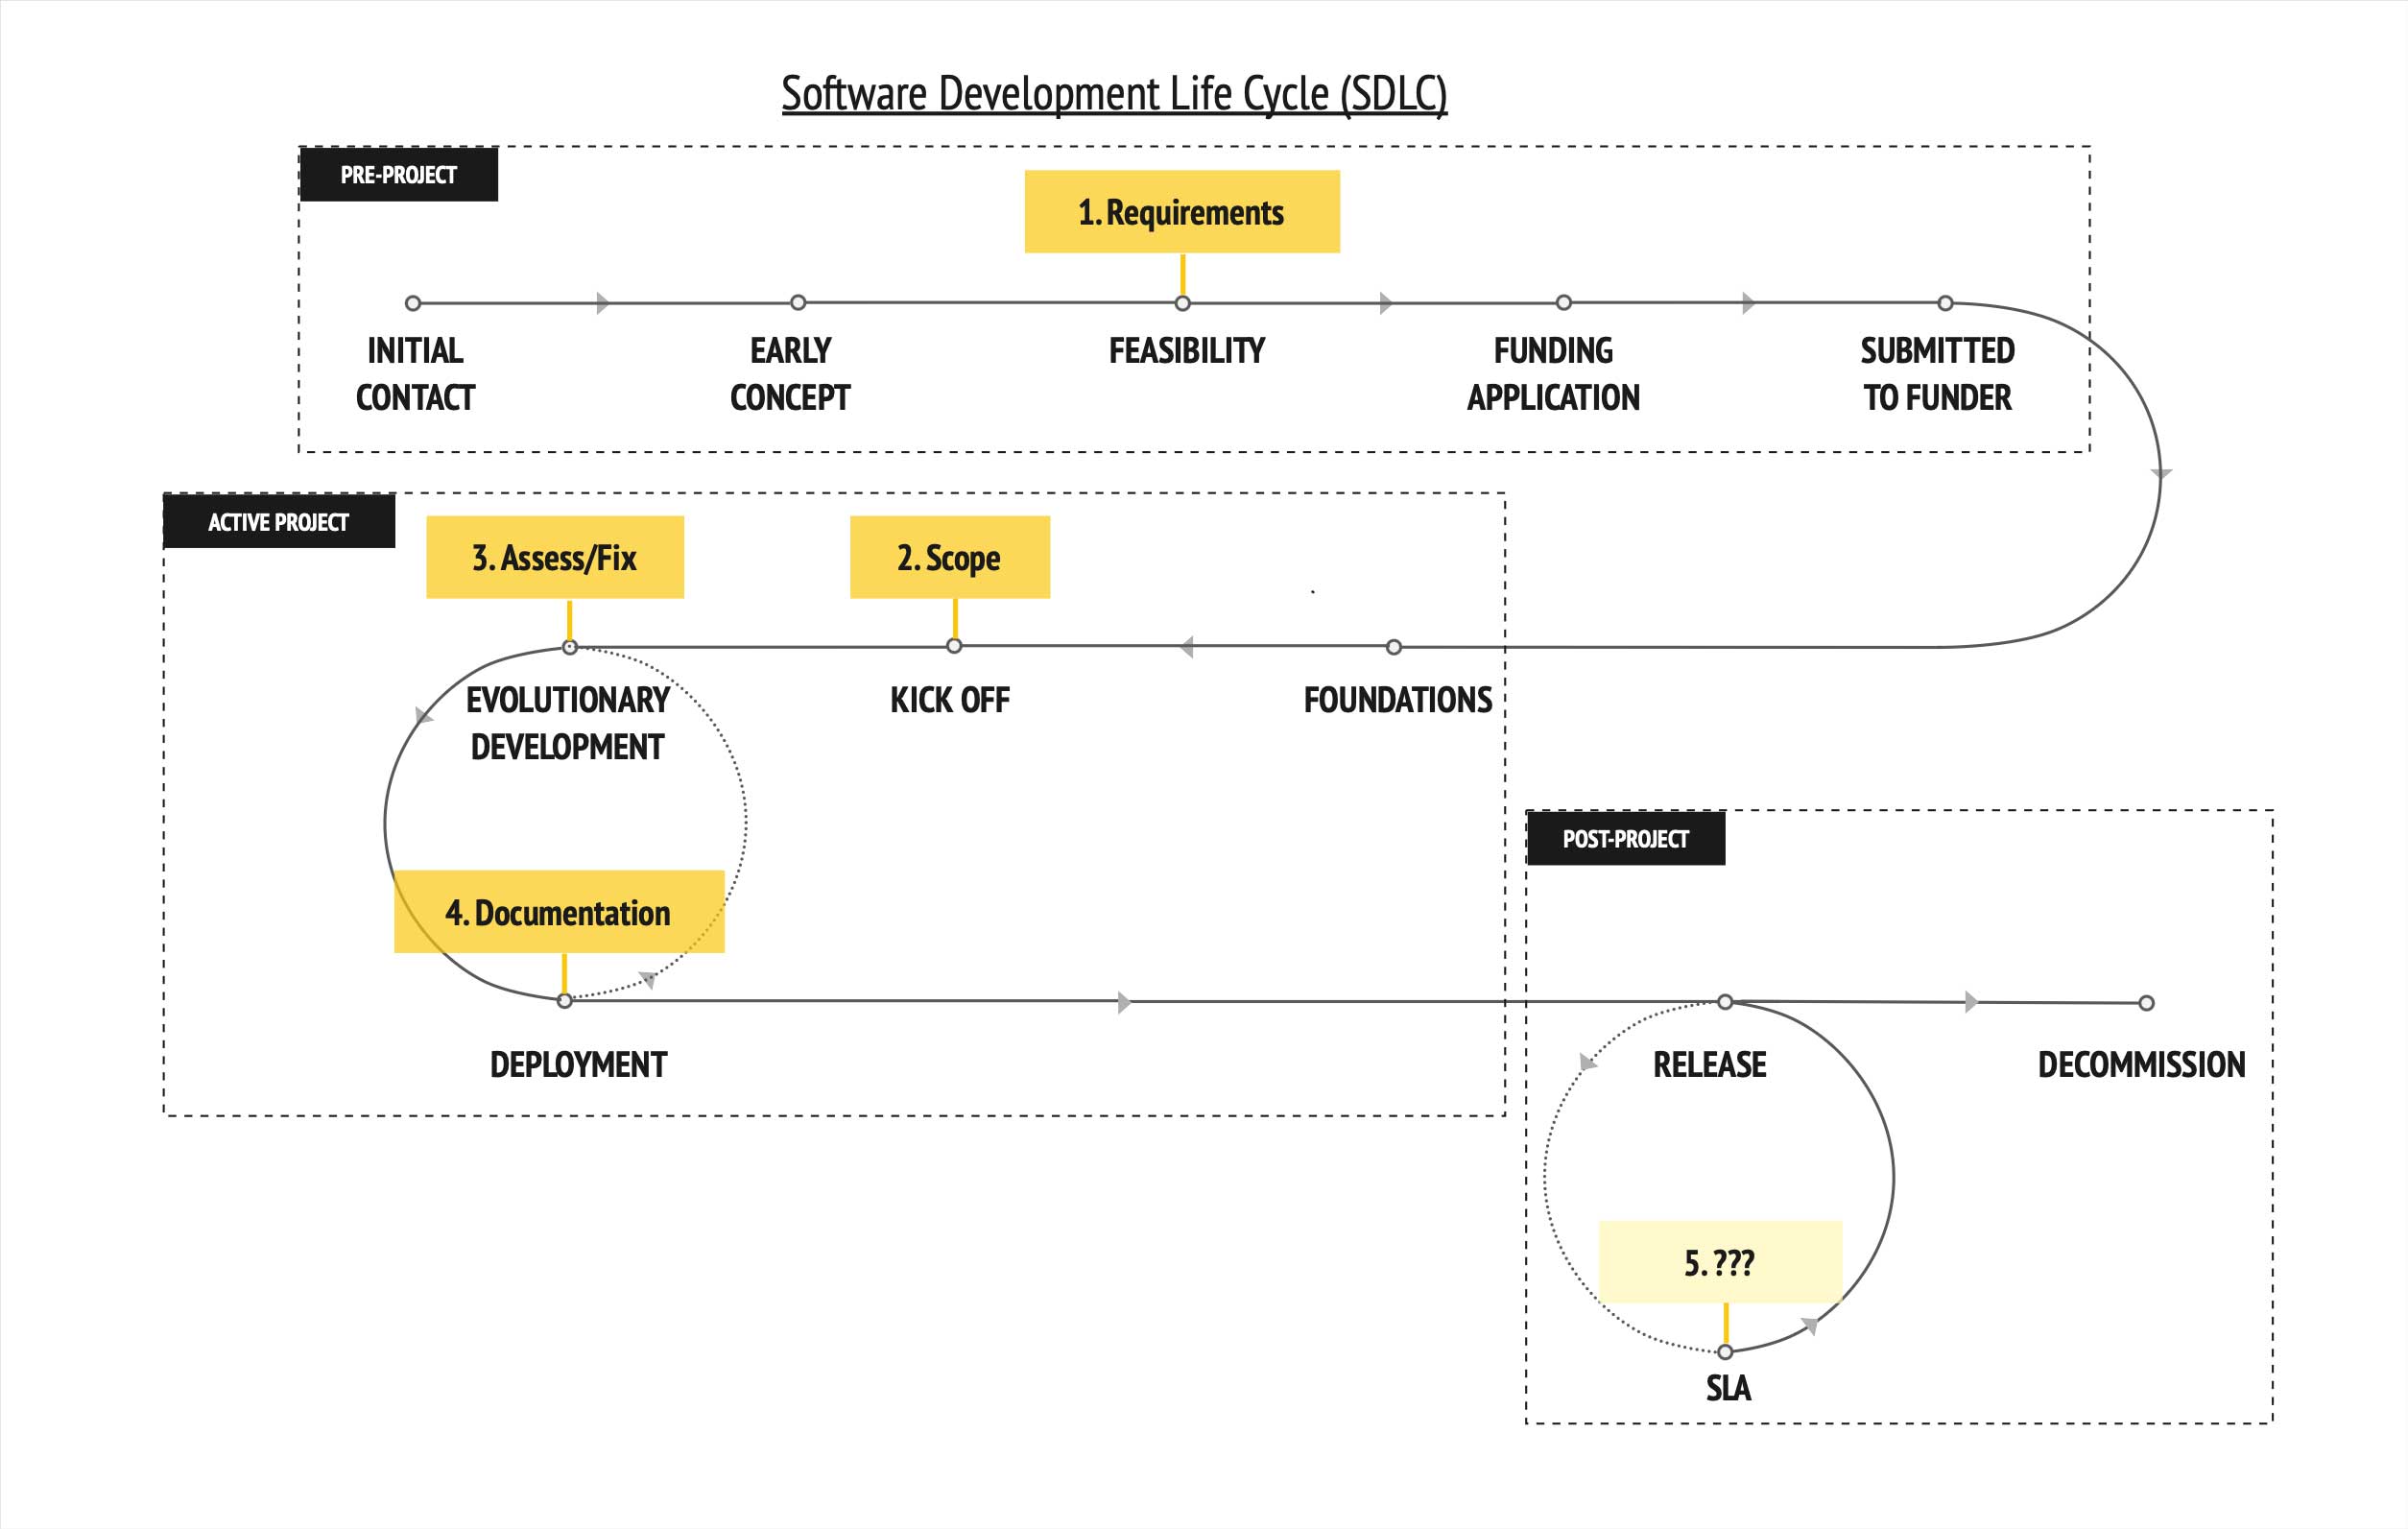 Software Development Life Cycle (SDLC)
PRE-PROJECT
1. Requirements
INITIAL
CONTACT
EARLY
CONCEPT
FEASIBILITY
FUNDING
APPLICATION
SUBMITTED
TO FUNDER
ACTIVE PROJECT
3. Assess/Fix
2. Scope
EVOLUTIONARY
DEVELOPMENT
KICK OFF
FOUNDATIONS
4. Documentation
DEPLOYMENT
POST-PROJECT
RELEASE
DECOMMISSION
5. ???
SLA